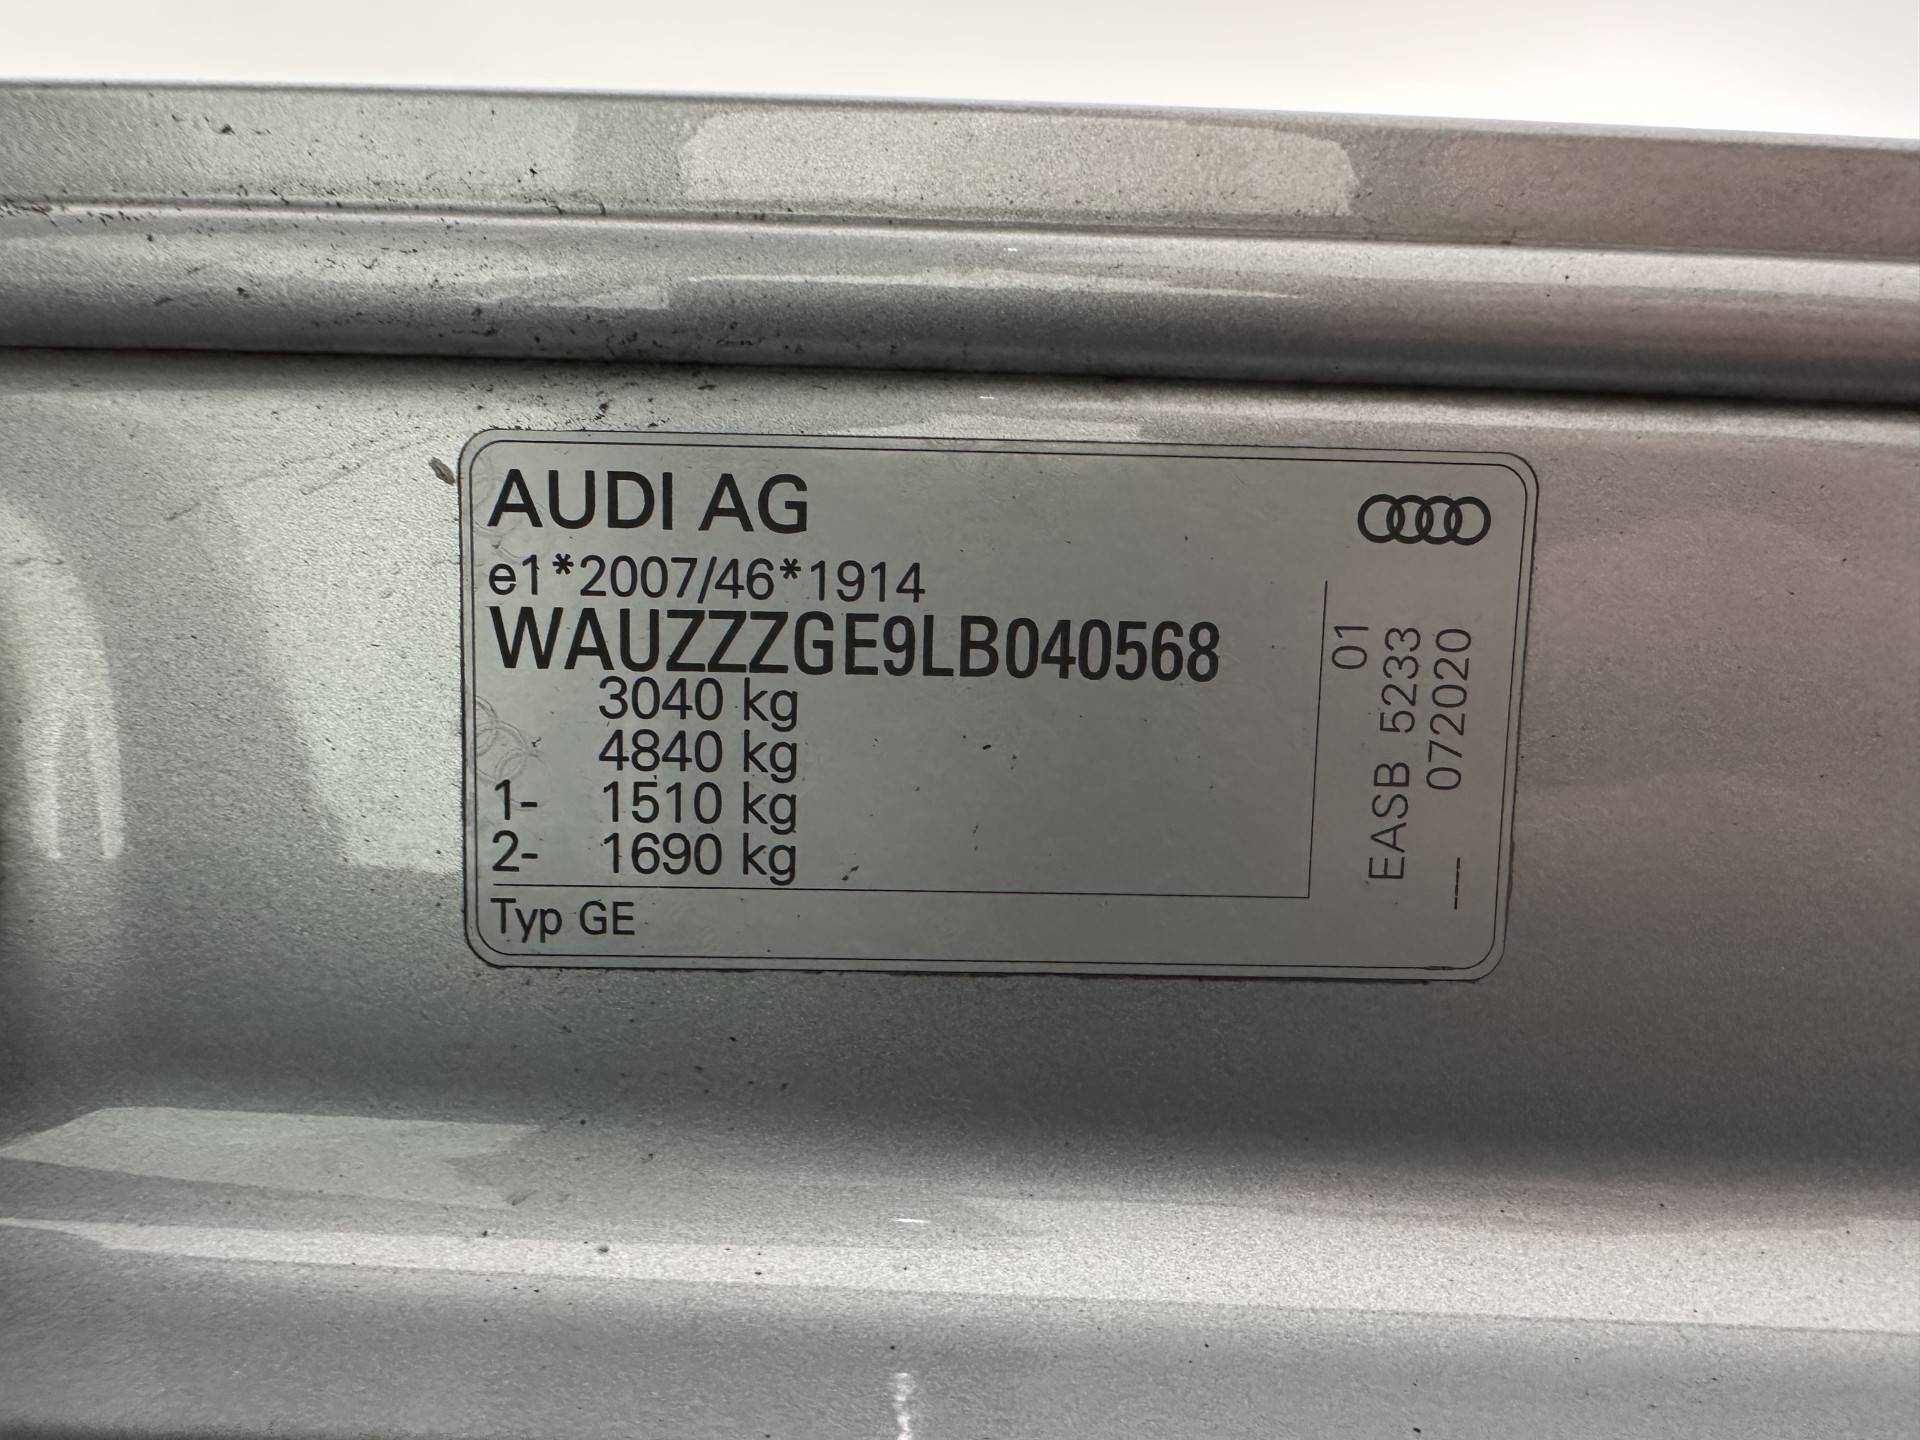 AUDI AG
e1*2007/46*1914
WAUZZZGE9LB040568
3040 kg
4840 kg
1- 1510 kg
2- 1690 kg
Typ GE
01
EASB 5233
072020